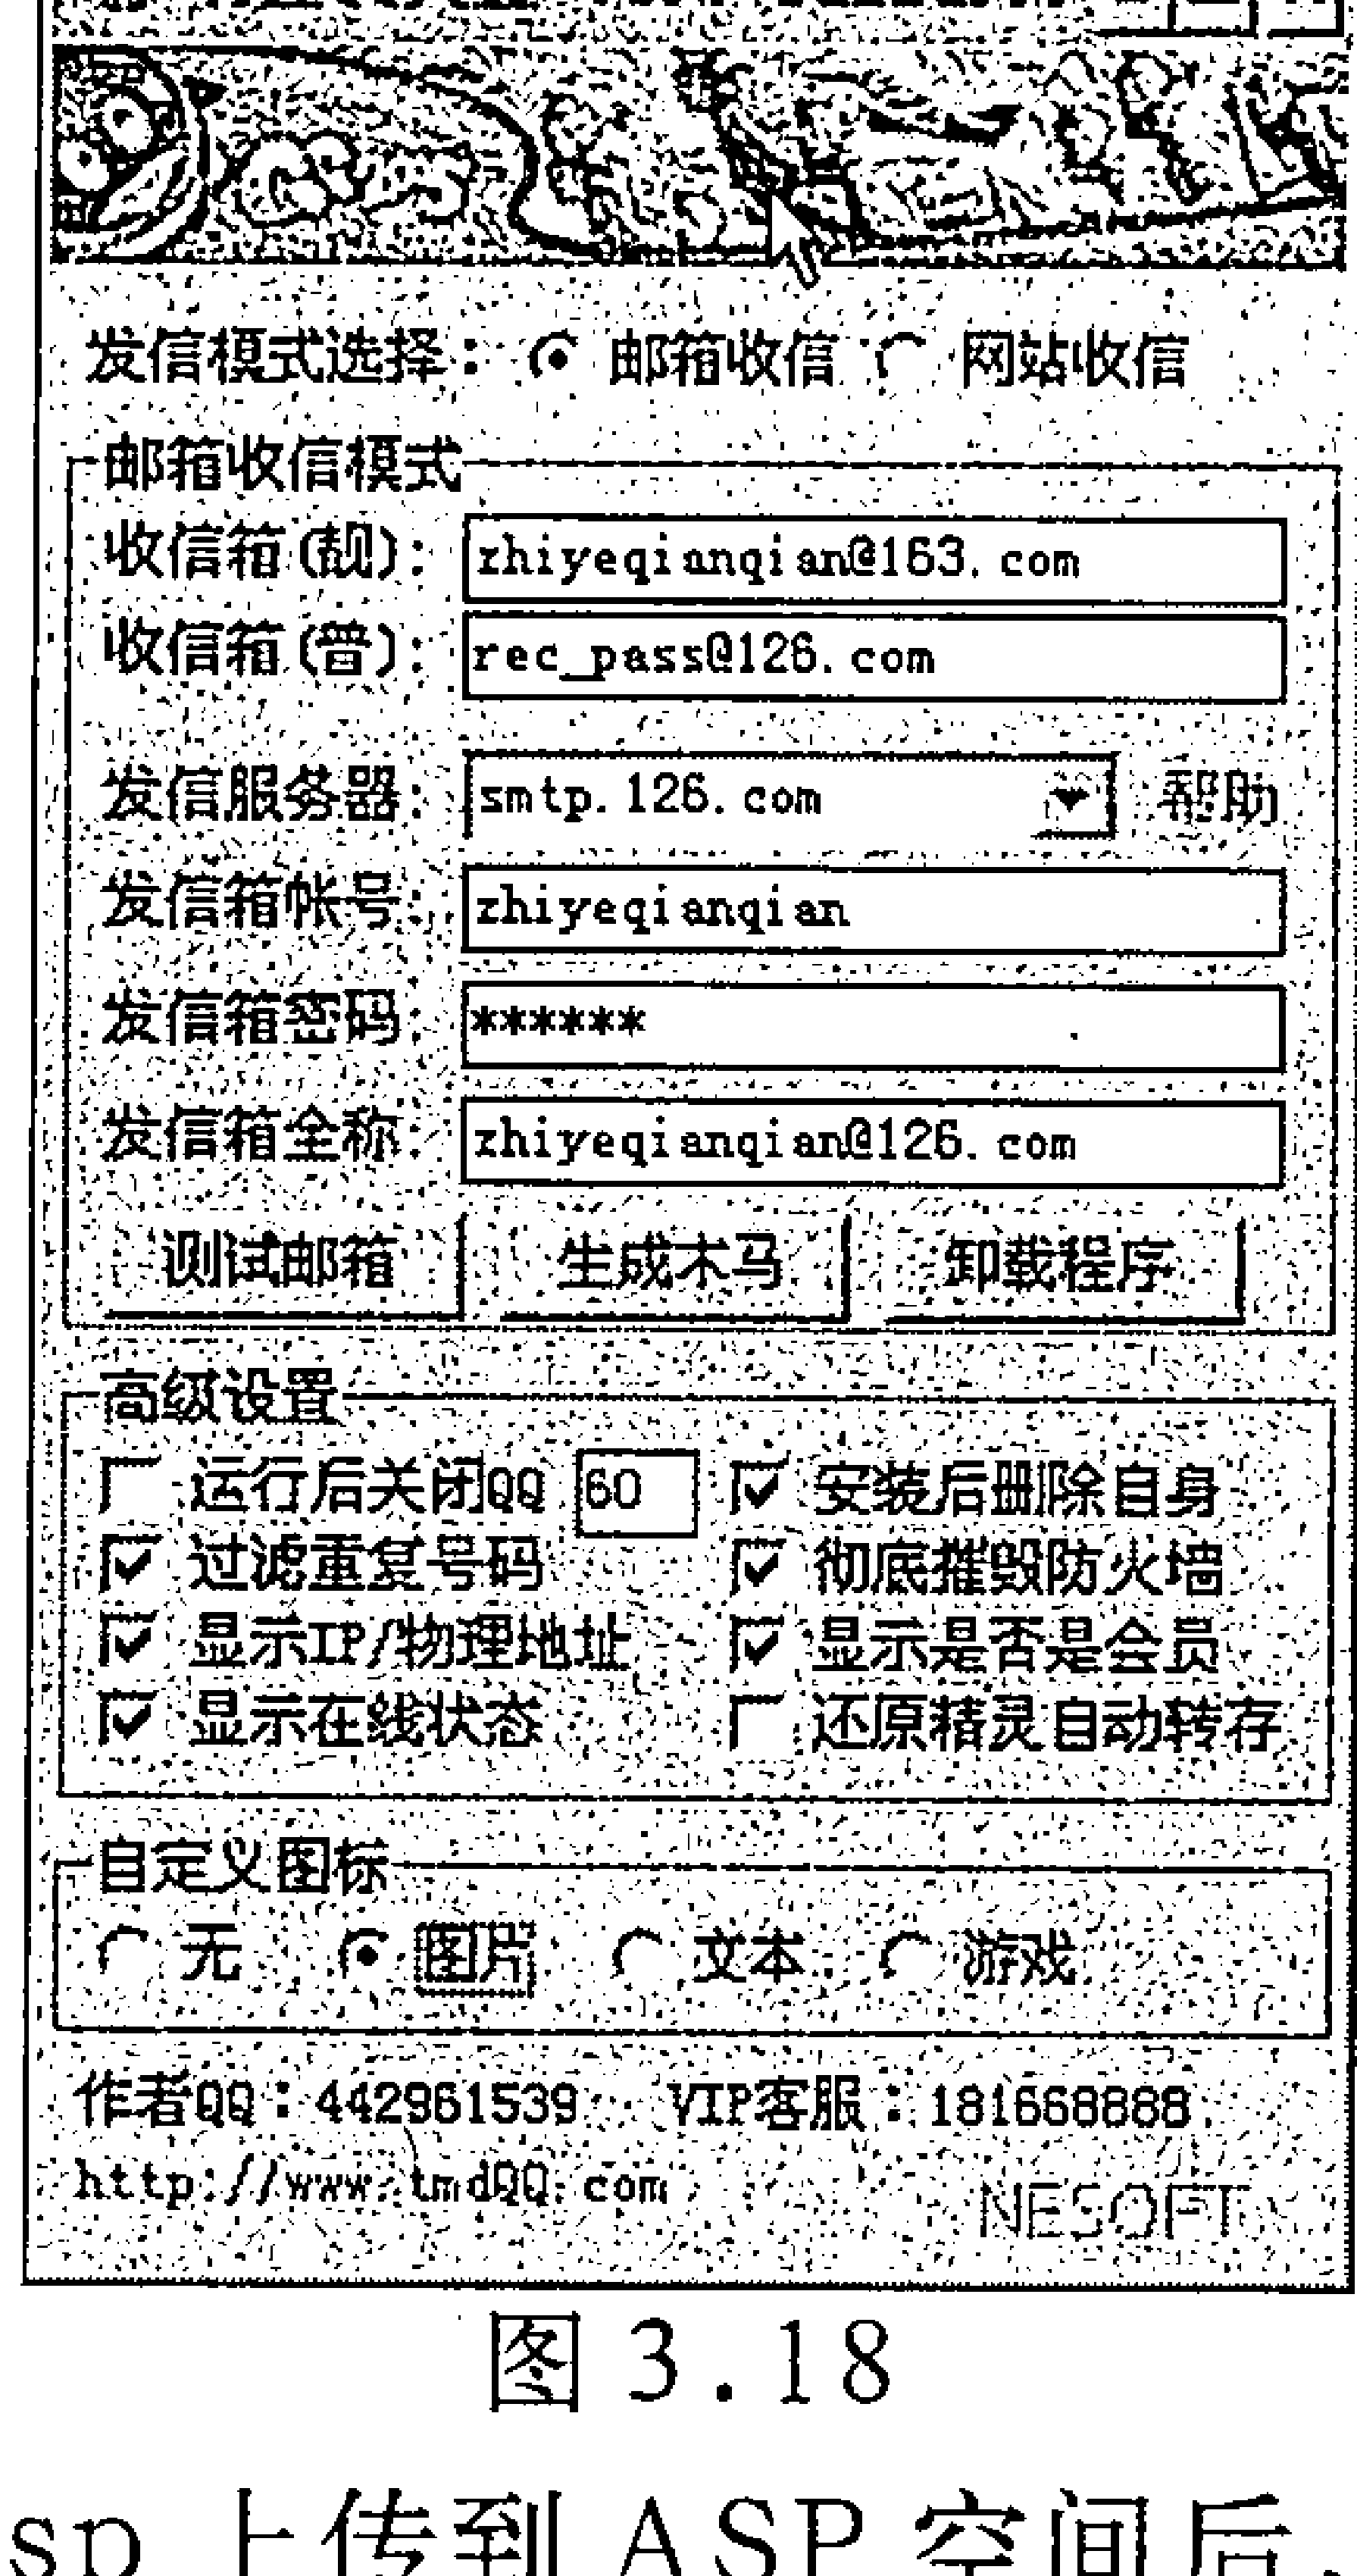 发信模式选择： 邮箱收信 网站收信
邮箱收信模式
收信箱(靓)： zhiyeqianqian@163.com
收信箱(普)： rec_pass@126.com
发信服务器： smtp.126.com 帮助
发信箱帐号： zhiyeqianqian
发信箱密码： ******
发信箱全称： zhiyeqianqian@126.com
测试邮箱 生成木马 卸载程序
高级设置
运行后关闭QQ 60 安装后删除自身
过滤重复号码 彻底摧毁防火墙
显示IP/物理地址 显示是否是会员
显示在线状态 还原精灵自动转存
自定义图标
无 图片 文本 游戏
作者QQ：442961539 VIP客服：181668888
http://www.tmdQQ.com
NESOFT
图 3.18
sp 上传到 ASP 空间后，